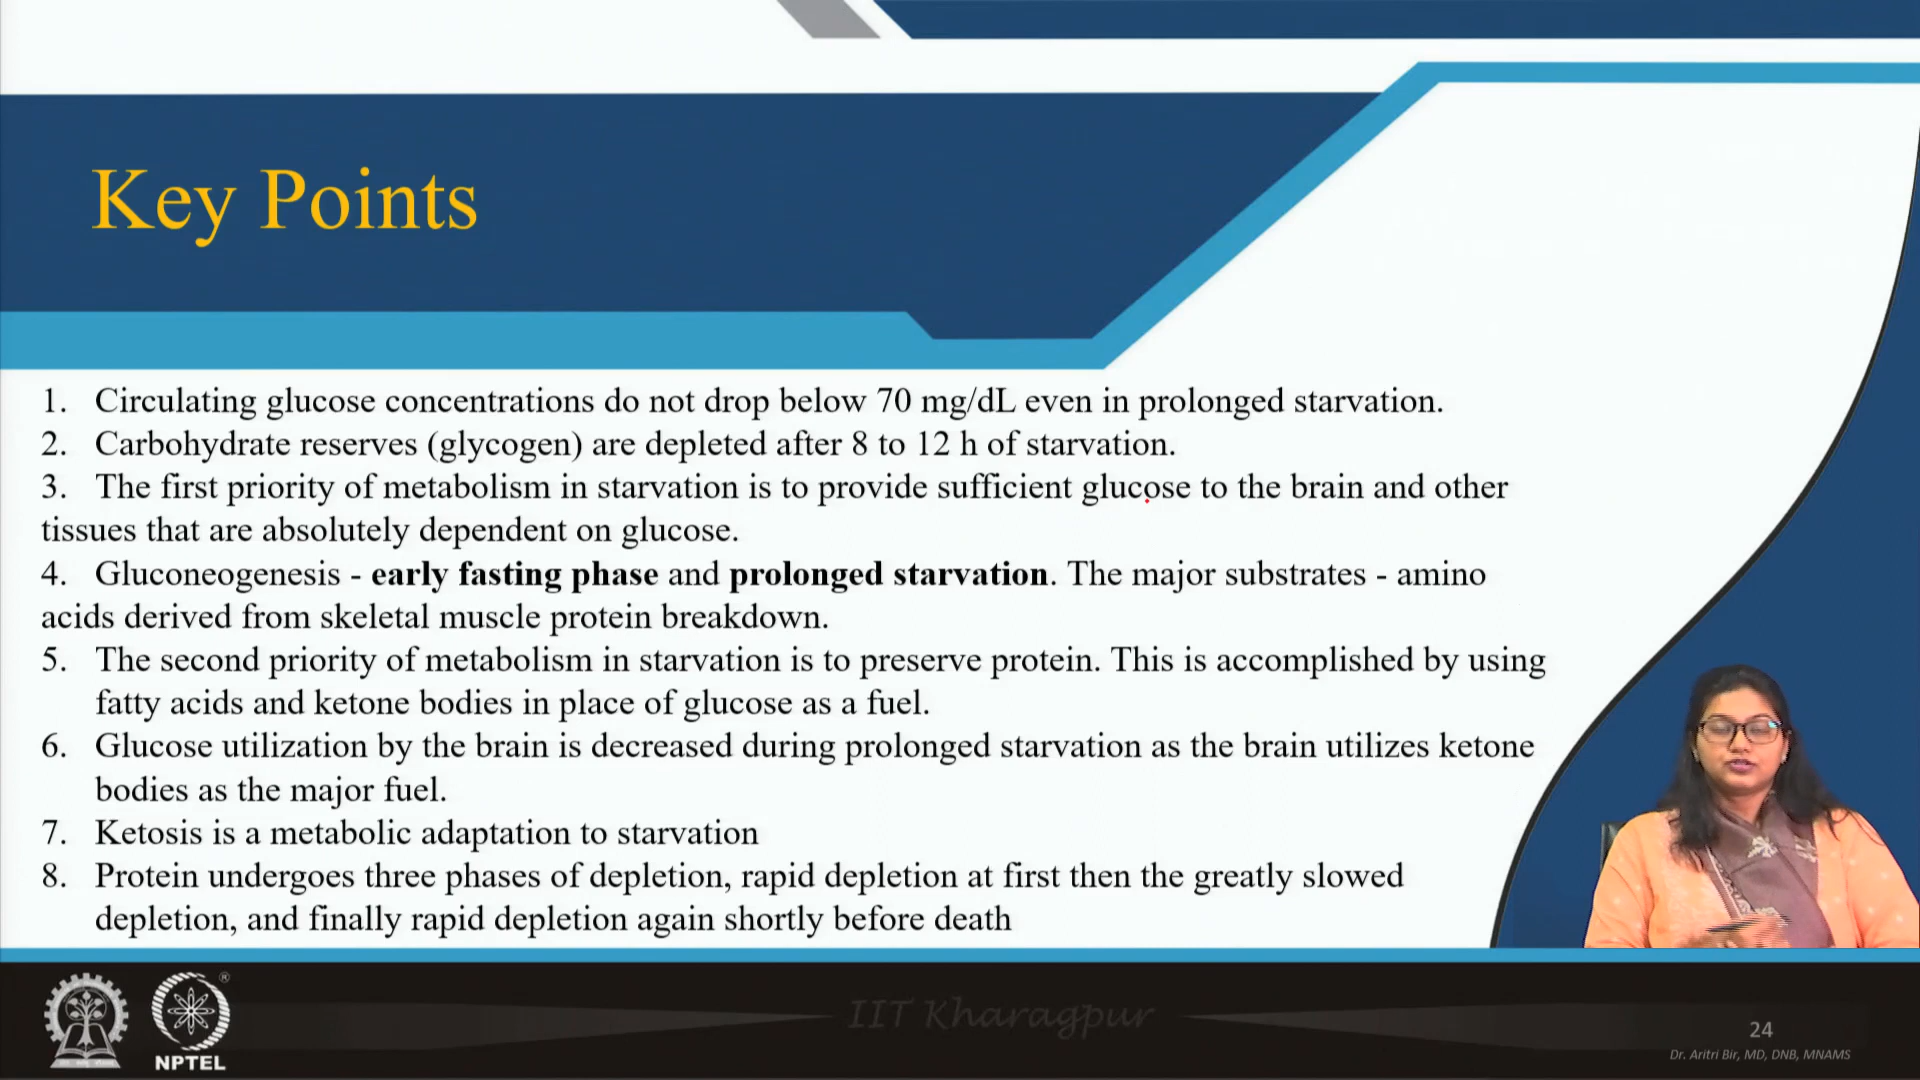 Key Points
1. Circulating glucose concentrations do not drop below 70 mg/dL even in prolonged starvation.
2. Carbohydrate reserves (glycogen) are depleted after 8 to 12 h of starvation.
3. The first priority of metabolism in starvation is to provide sufficient glucose to the brain and other
tissues that are absolutely dependent on glucose.
4. Gluconeogenesis - early fasting phase and prolonged starvation. The major substrates - amino
acids derived from skeletal muscle protein breakdown.
5. The second priority of metabolism in starvation is to preserve protein. This is accomplished by using
fatty acids and ketone bodies in place of glucose as a fuel.
6. Glucose utilization by the brain is decreased during prolonged starvation as the brain utilizes ketone
bodies as the major fuel.
7. Ketosis is a metabolic adaptation to starvation
8. Protein undergoes three phases of depletion, rapid depletion at first then the greatly slowed
depletion, and finally rapid depletion again shortly before death
®
NPTEL
IIT Kharagpur
24
Dr. Aritri Bir, MD, DNB, MNAMS